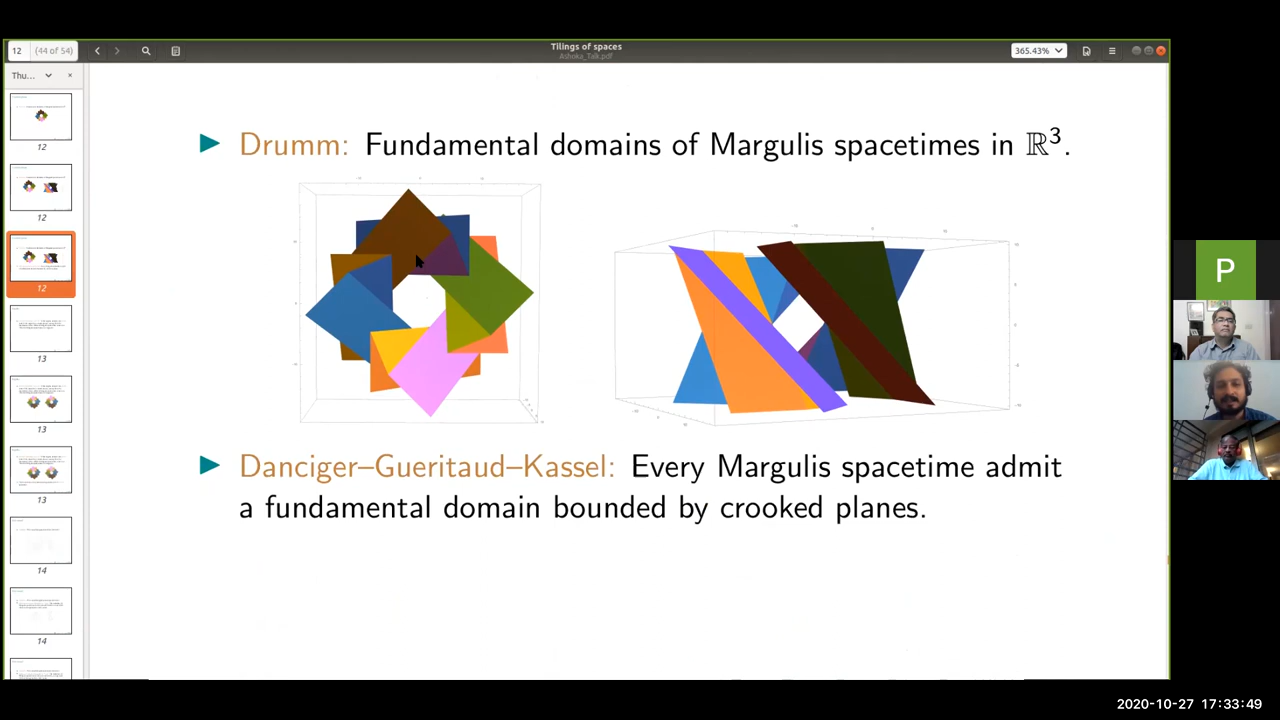 Tilings of spaces
Ashoka_Talk.pdf
12 (44 of 54)
365.43%
Thu...
12
12
12
13
13
13
14
14
Drumm: Fundamental domains of Margulis spacetimes in ℝ³.
Danciger–Gueritaud–Kassel: Every Margulis spacetime admit
a fundamental domain bounded by crooked planes.
P
2020-10-27 17:33:49